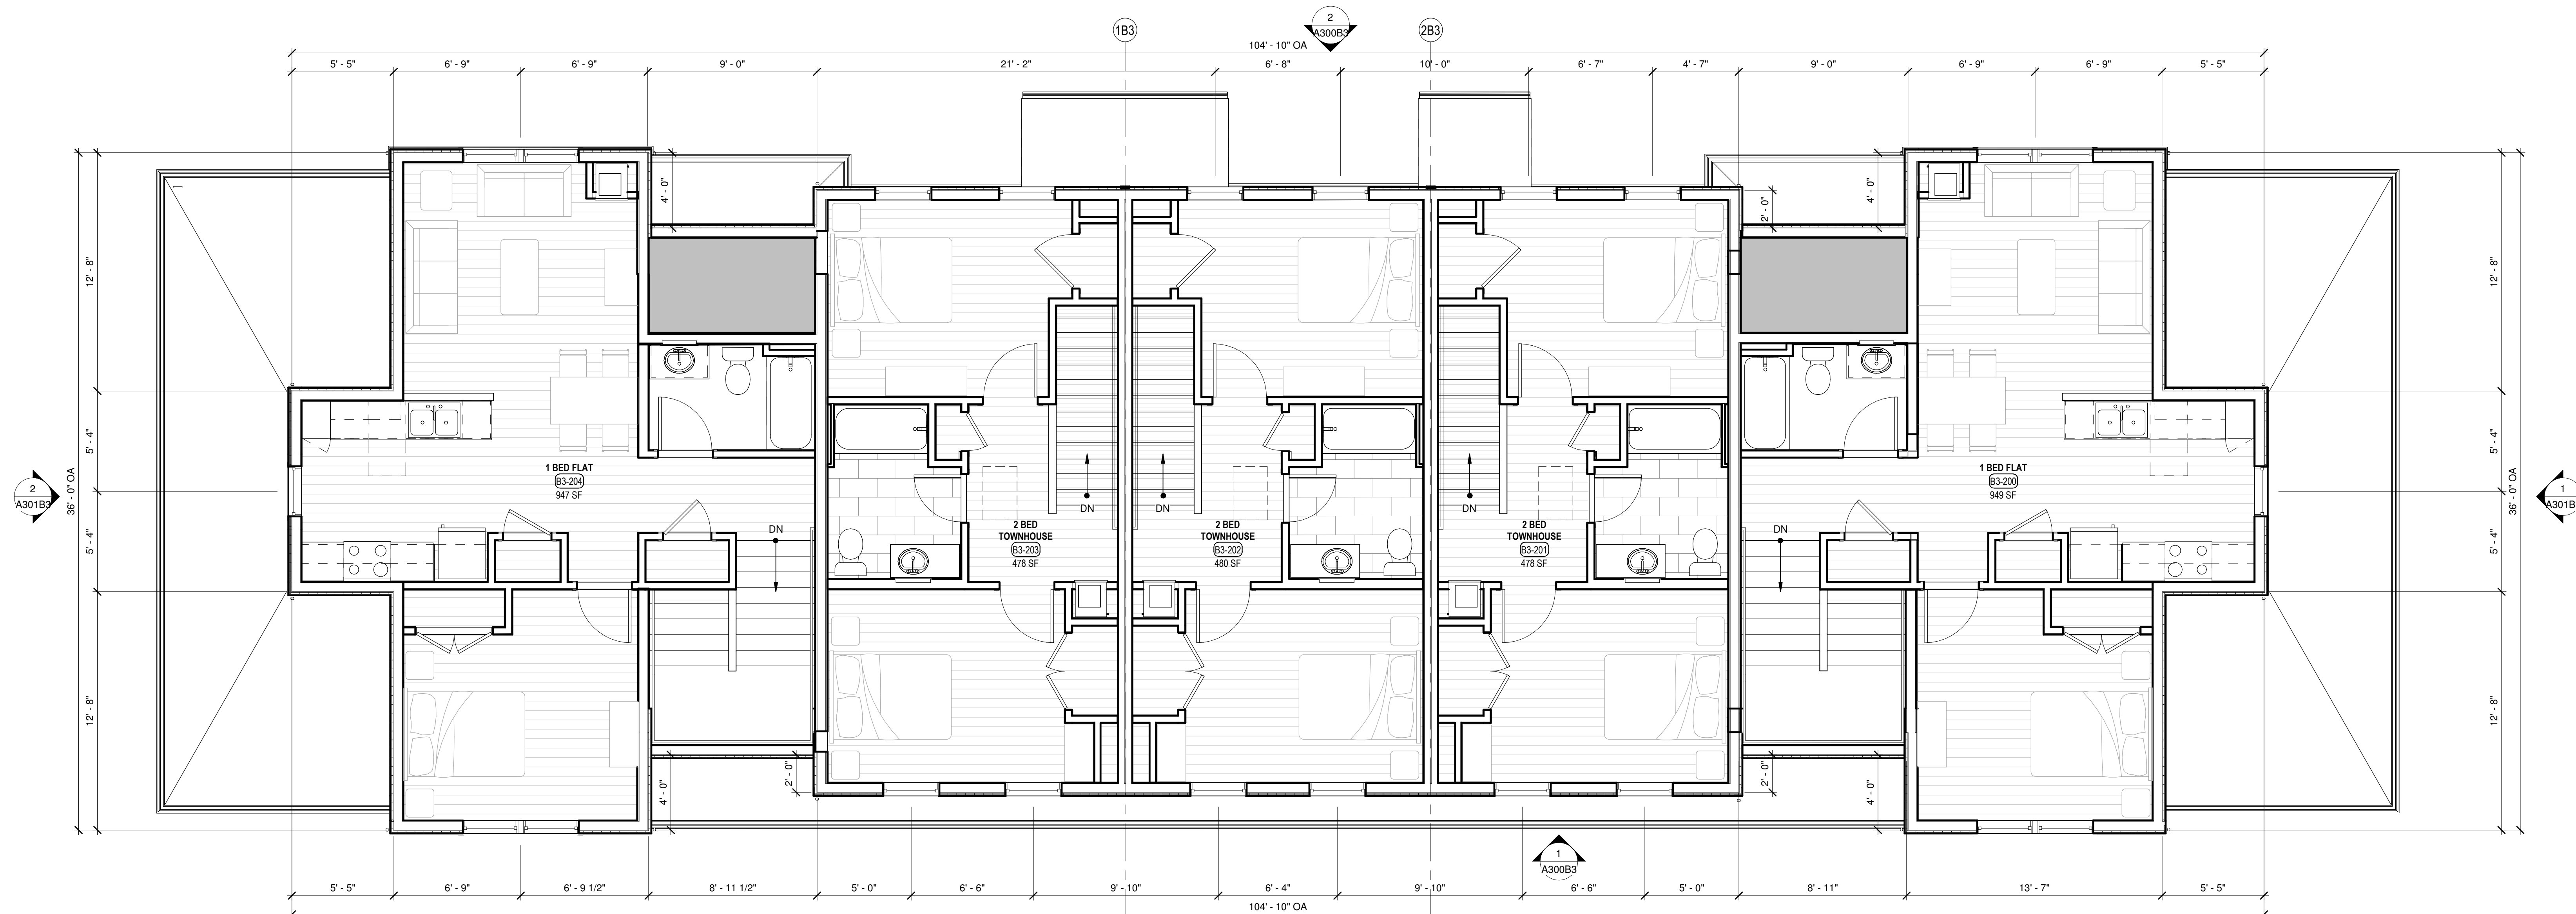 1B3
2B3
2
A300B3
104' - 10" OA
5' - 5"
6' - 9"
6' - 9"
9' - 0"
21' - 2"
6' - 8"
10' - 0"
6' - 7"
4' - 7"
9' - 0"
6' - 9"
6' - 9"
5' - 5"
4' - 0"
2' - 0"
4' - 0"
12' - 8"
12' - 8"
5' - 4"
5' - 4"
36' - 0" OA
36' - 0" OA
2
A301B3
1
A301B
1 BED FLAT
B3-204
947 SF
1 BED FLAT
B3-200
949 SF
DN
DN
DN
DN
DN
2 BED
TOWNHOUSE
B3-203
478 SF
2 BED
TOWNHOUSE
B3-202
480 SF
2 BED
TOWNHOUSE
B3-201
478 SF
5' - 4"
5' - 4"
12' - 8"
12' - 8"
4' - 0"
2' - 0"
2' - 0"
4' - 0"
1
A300B3
5' - 5"
6' - 9"
6' - 9 1/2"
8' - 11 1/2"
5' - 0"
6' - 6"
9' - 10"
6' - 4"
9' - 10"
6' - 6"
5' - 0"
8' - 11"
13' - 7"
5' - 5"
104' - 10" OA